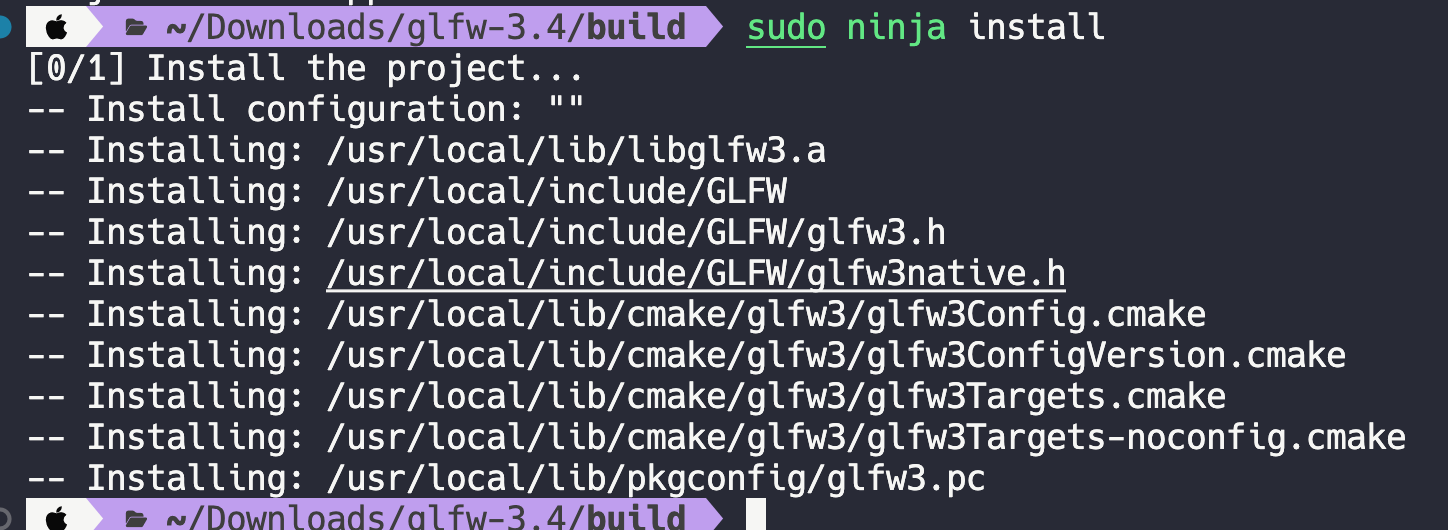 ~/Downloads/glfw-3.4/build sudo ninja install
[0/1] Install the project...
-- Install configuration: ""
-- Installing: /usr/local/lib/libglfw3.a
-- Installing: /usr/local/include/GLFW
-- Installing: /usr/local/include/GLFW/glfw3.h
-- Installing: /usr/local/include/GLFW/glfw3native.h
-- Installing: /usr/local/lib/cmake/glfw3/glfw3Config.cmake
-- Installing: /usr/local/lib/cmake/glfw3/glfw3ConfigVersion.cmake
-- Installing: /usr/local/lib/cmake/glfw3/glfw3Targets.cmake
-- Installing: /usr/local/lib/cmake/glfw3/glfw3Targets-noconfig.cmake
-- Installing: /usr/local/lib/pkgconfig/glfw3.pc
~/Downloads/glfw-3.4/build